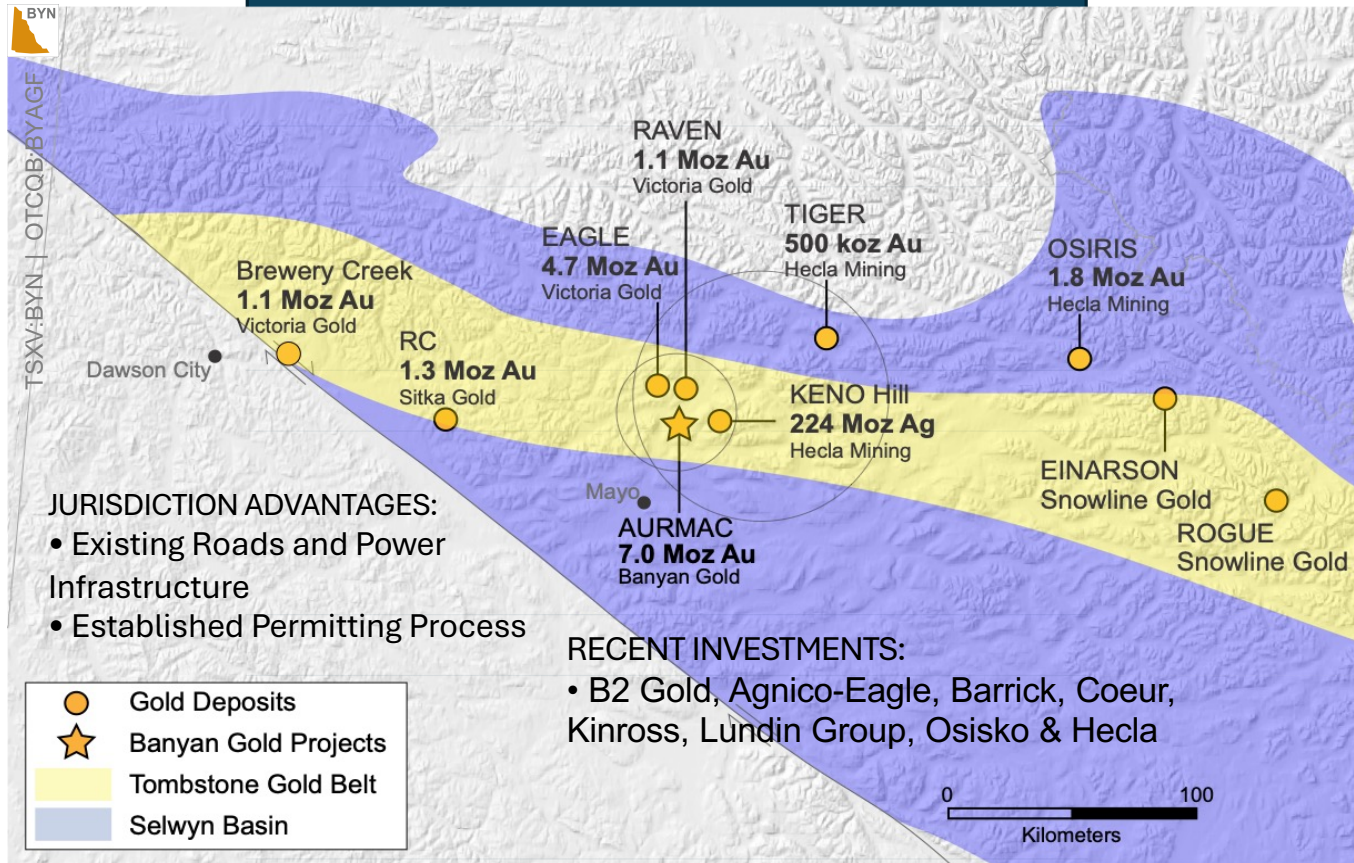 BYN
TSXV:BYN | OTCQB:BYAGF
RAVEN
1.1 Moz Au
Victoria Gold
TIGER
500 koz Au
Hecla Mining
EAGLE
4.7 Moz Au
Victoria Gold
OSIRIS
1.8 Moz Au
Hecla Mining
Brewery Creek
1.1 Moz Au
Victoria Gold
Dawson City
RC
1.3 Moz Au
Sitka Gold
KENO Hill
224 Moz Ag
Hecla Mining
EINARSON
Snowline Gold
ROGUE
Snowline Gold
Mayo
AURMAC
7.0 Moz Au
Banyan Gold
JURISDICTION ADVANTAGES:
• Existing Roads and Power
Infrastructure
• Established Permitting Process
RECENT INVESTMENTS:
• B2 Gold, Agnico-Eagle, Barrick, Coeur,
Kinross, Lundin Group, Osisko & Hecla
Gold Deposits
Banyan Gold Projects
Tombstone Gold Belt
Selwyn Basin
0 100
Kilometers